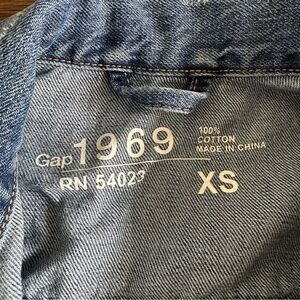 Gap 1969
100%
COTTON
MADE IN CHINA
RN 54023
XS